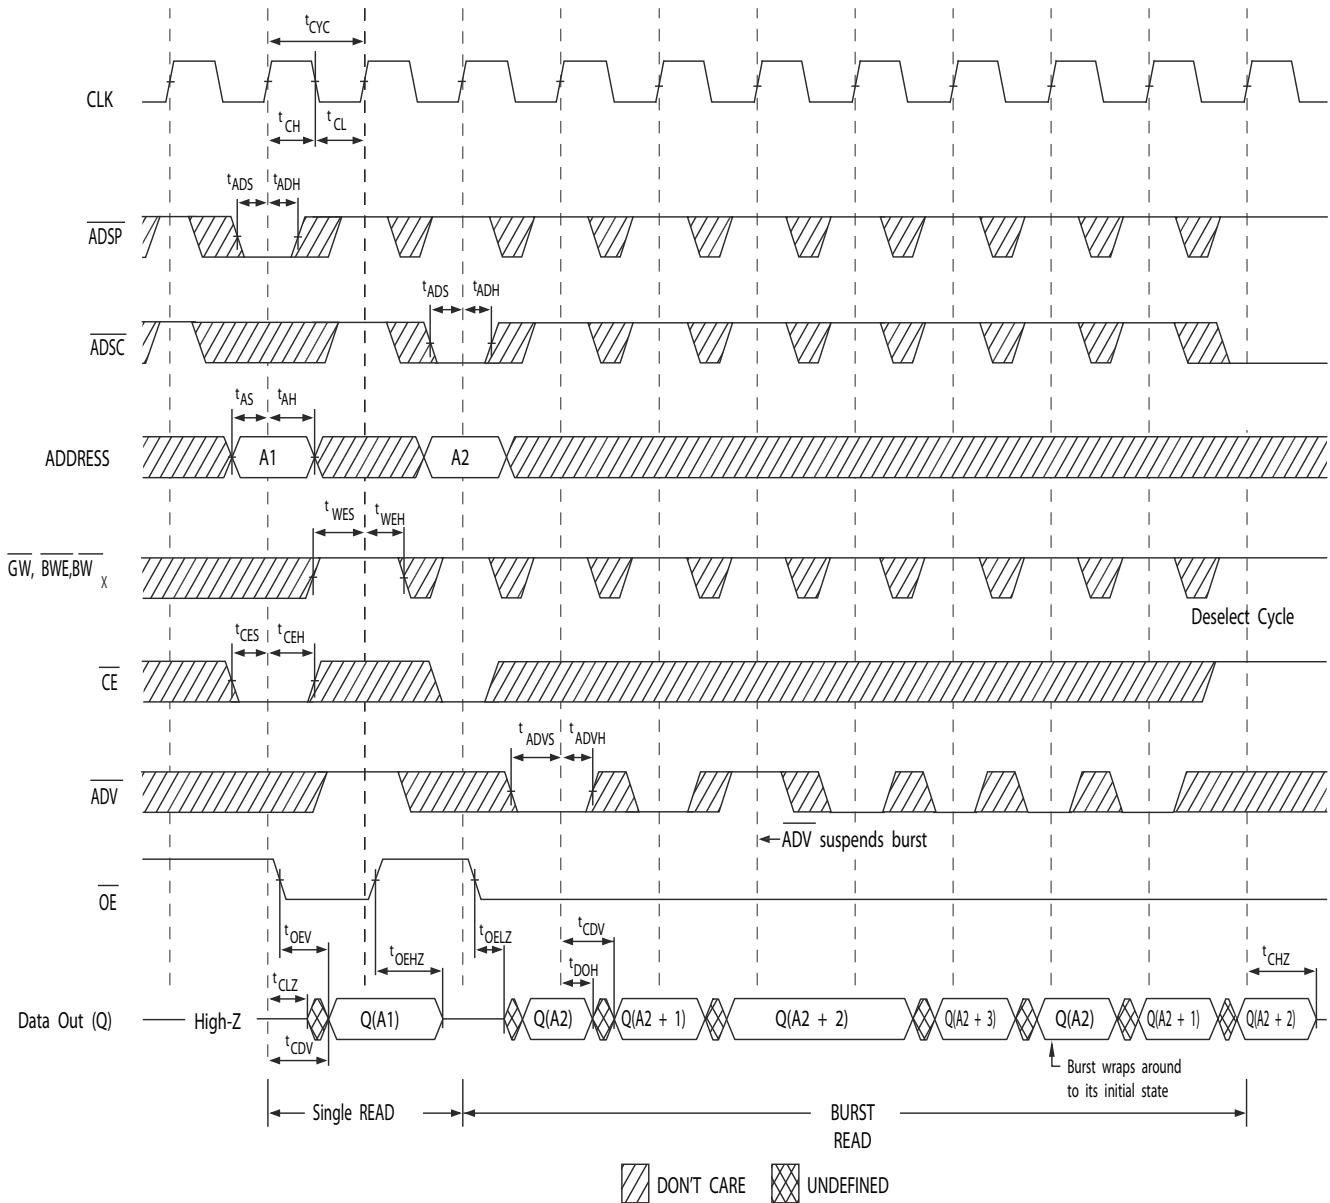 tCYC
CLK
tCH tCL
tADS tADH
ADSP
tADS tADH
ADSC
tAS tAH
ADDRESS A1 A2
tWES tWEH
GW, BWE,BW X
Deselect Cycle
tCES tCEH
CE
tADVS tADVH
ADV
ADV suspends burst
OE
tOEV tOEHZ tOELZ tCDV tCHZ
tCLZ tDOH
Data Out (Q) High-Z Q(A1) Q(A2) Q(A2 + 1) Q(A2 + 2) Q(A2 + 3) Q(A2) Q(A2 + 1) Q(A2 + 2)
tCDV
Burst wraps around
to its initial state
Single READ BURST
READ
DON'T CARE UNDEFINED